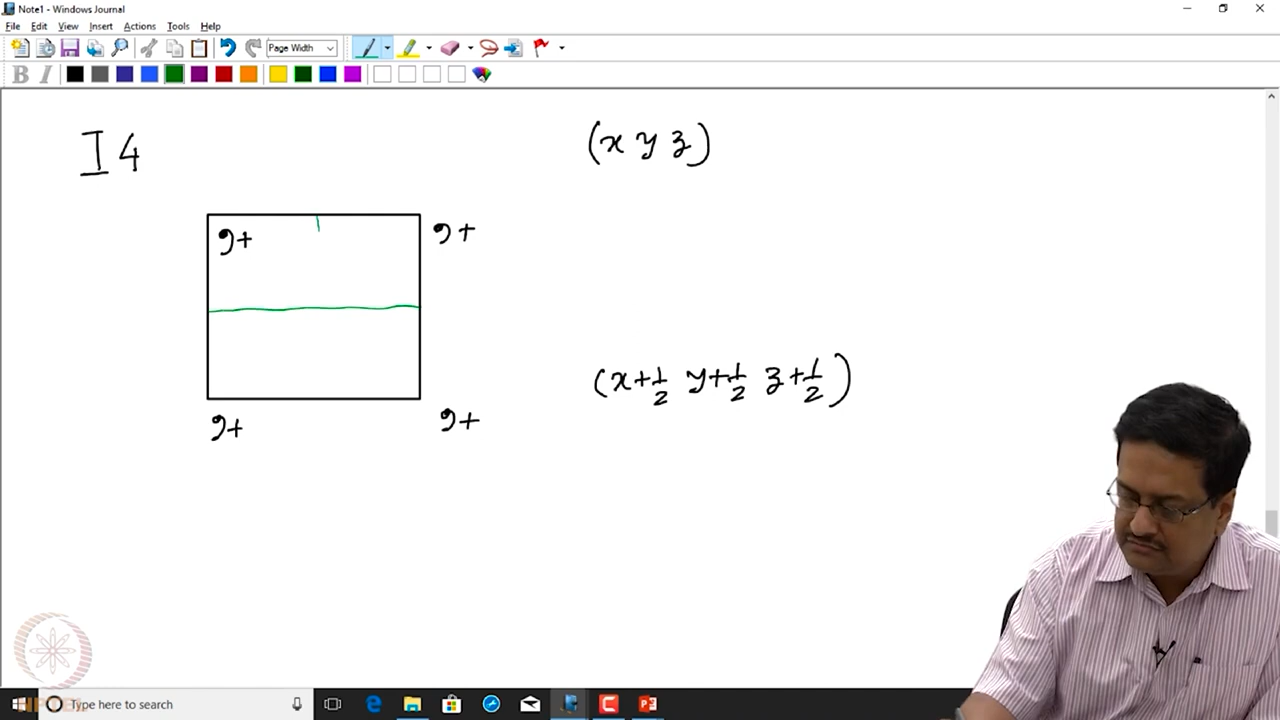 Note1 - Windows Journal
File Edit View Insert Actions Tools Help
Page Width
B I
I 4
(x y z)
9+ 9+
(x+1/2 y+1/2 z+1/2)
9+ 9+
Type here to search